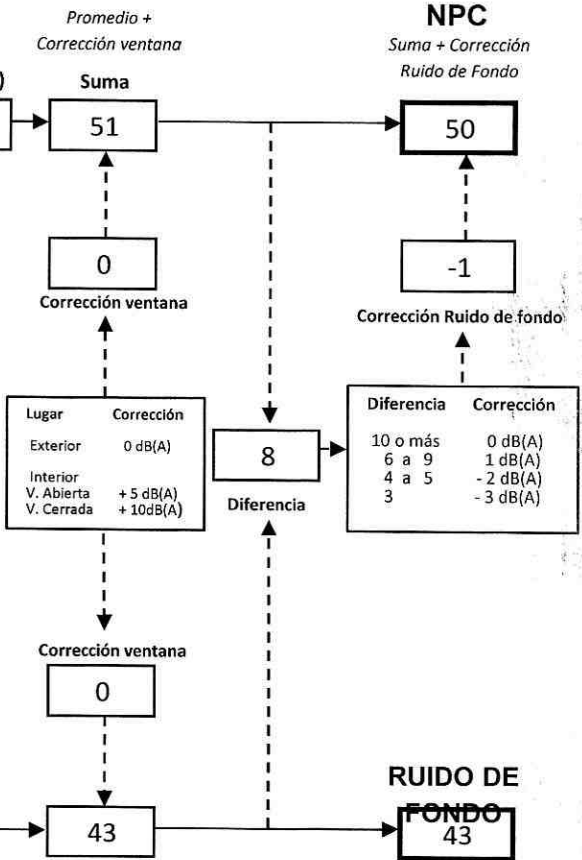 Promedio +
Corrección ventana
Suma
51
NPC
Suma + Corrección
Ruido de Fondo
50
0
Corrección ventana
-1
Corrección Ruido de fondo
Lugar Corrección
Exterior 0 dB(A)
Interior
V. Abierta + 5 dB(A)
V. Cerrada + 10dB(A)
8
Diferencia
Diferencia Corrección
10 o más 0 dB(A)
6 a 9 1 dB(A)
4 a 5 - 2 dB(A)
3 - 3 dB(A)
Corrección ventana
0
43
RUIDO DE
FONDO
43
)